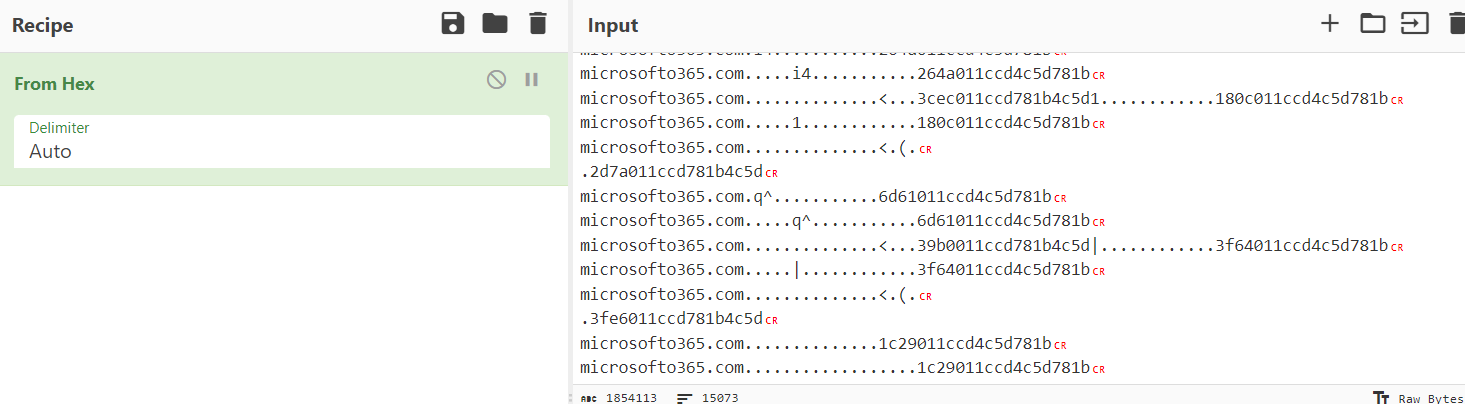 Recipe
Input
From Hex
Delimiter
Auto
microsofto365.com.....i4...........264a011ccd4c5d781bCR
microsofto365.com..............<...3cec011ccd781b4c5d1............180c011ccd4c5d781bCR
microsofto365.com.....1............180c011ccd4c5d781bCR
microsofto365.com..............<.(.CR
.2d7a011ccd781b4c5dCR
microsofto365.com.q^...........6d61011ccd4c5d781bCR
microsofto365.com.....q^...........6d61011ccd4c5d781bCR
microsofto365.com..............<...39b0011ccd781b4c5d|............3f64011ccd4c5d781bCR
microsofto365.com.....|............3f64011ccd4c5d781bCR
microsofto365.com..............<.(.CR
.3fe6011ccd781b4c5dCR
microsofto365.com..............1c29011ccd4c5d781bCR
microsofto365.com..................1c29011ccd4c5d781bCR
ABC 1854113 15073 Tt Raw Bytes